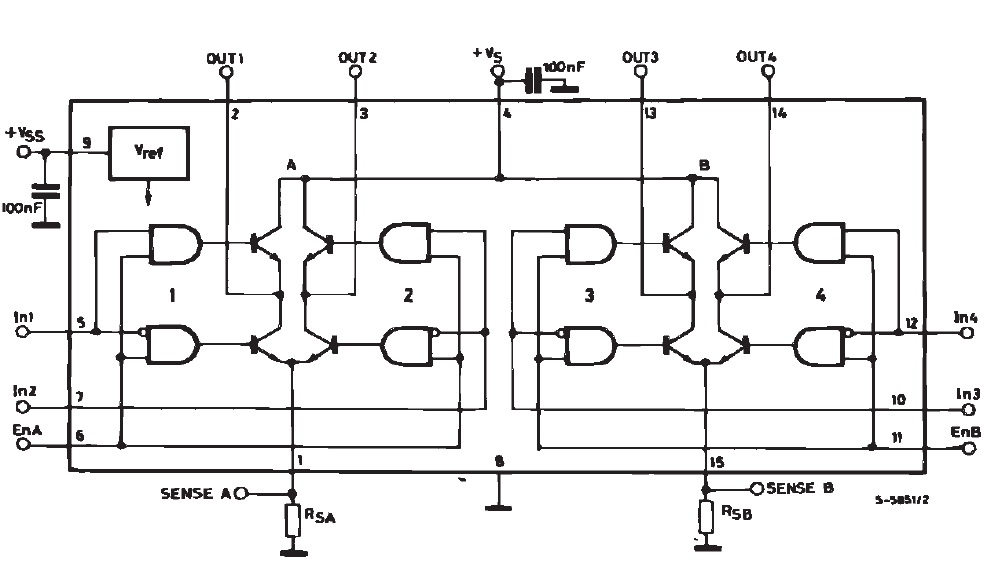 OUT1 OUT2 +VS 100nF OUT3 OUT4
2 3 4 13 14
+VSS 9 Vref
100nF
A B
1 2 3 4
In1 5 12 In4
In2 7 10 In3
EnA 6 11 EnB
1 8 15
SENSE A SENSE B
RSA RSB
S-5851/2